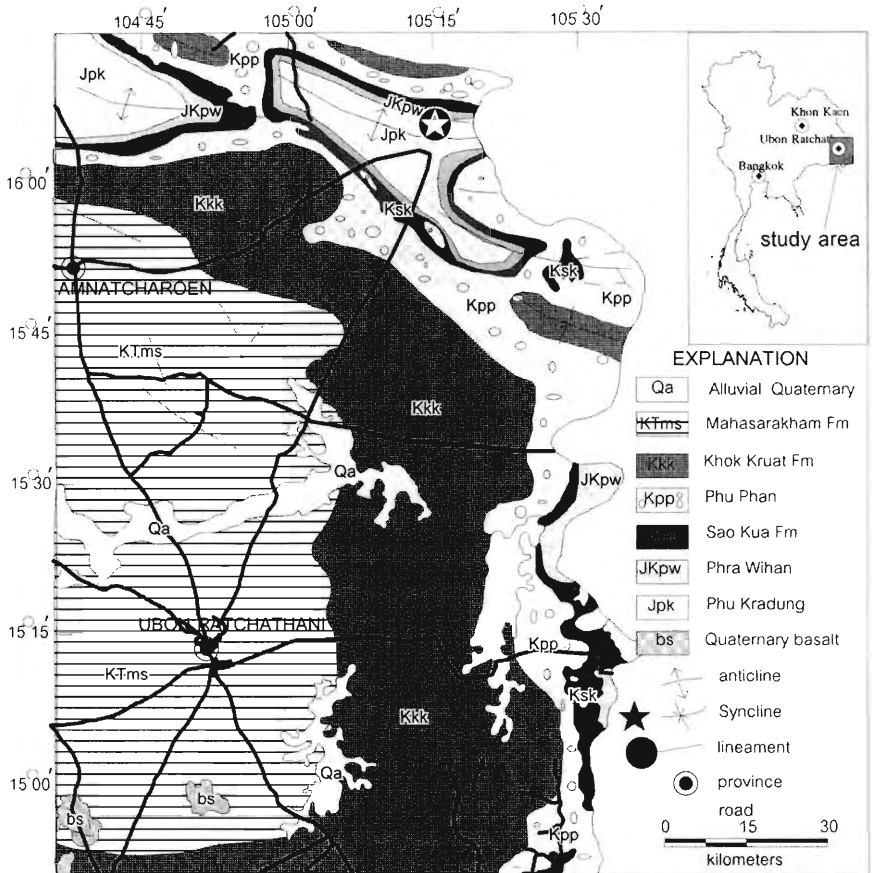 104° 45′ 105° 00′ 105° 15′ 105° 30′
Kpp
Jpk
JKpw
JKpw
Jpk
16° 00′
Kkk
Ksk
Ksk
AMNATCHAROEN
Kpp
Kpp
15° 45′
KTms
Kkk
Qa
15° 30′
JKpw
Qa
UBON RATCHATHANI
15° 15′
Kpp
KTms
Ksk
Kkk
15° 00′
Qa
bs
bs
Kpp
Khon Kaen
Ubon Ratchat
Bangkok
study area
EXPLANATION
Qa Alluvial Quaternary
KTms Mahasarakham Fm
Kkk Khok Kruat Fm
Kpp Phu Phan
Sao Kua Fm
JKpw Phra Wihan
Jpk Phu Kradung
bs Quaternary basalt
anticline
Syncline
lineament
province
road
0 15 30
kilometers